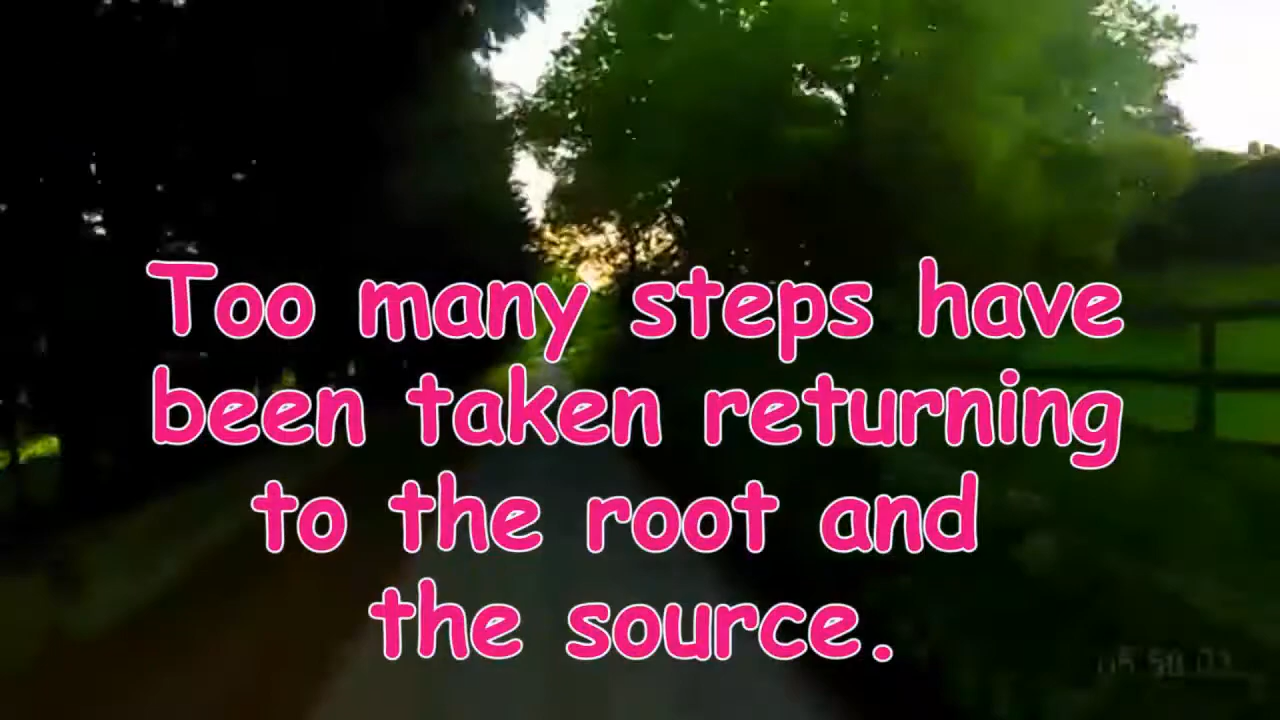 Too many steps have
been taken returning
to the root and
the source.